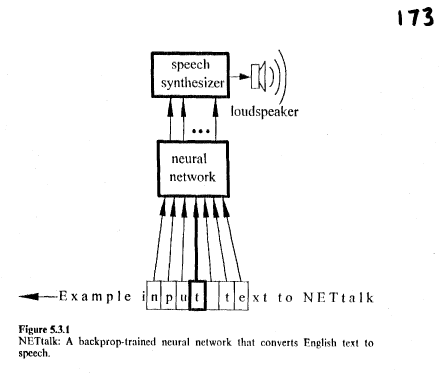 173
speech
synthesizer
loudspeaker
...
neural
network
Example input text to NETtalk
Figure 5.3.1
NETtalk: A backprop-trained neural network that converts English text to
speech.